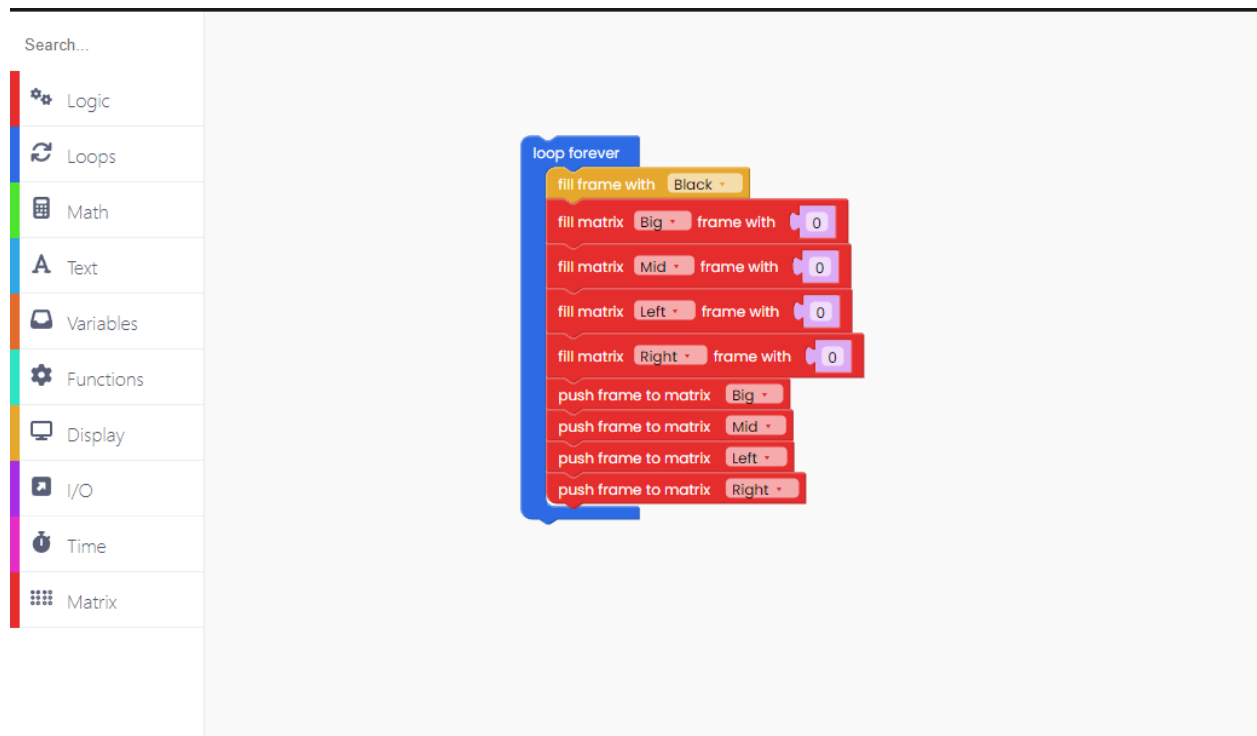 Search...
Logic
Loops
Math
Text
Variables
Functions
Display
I/O
Time
Matrix
loop forever
fill frame with Black
fill matrix Big frame with 0
fill matrix Mid frame with 0
fill matrix Left frame with 0
fill matrix Right frame with 0
push frame to matrix Big
push frame to matrix Mid
push frame to matrix Left
push frame to matrix Right